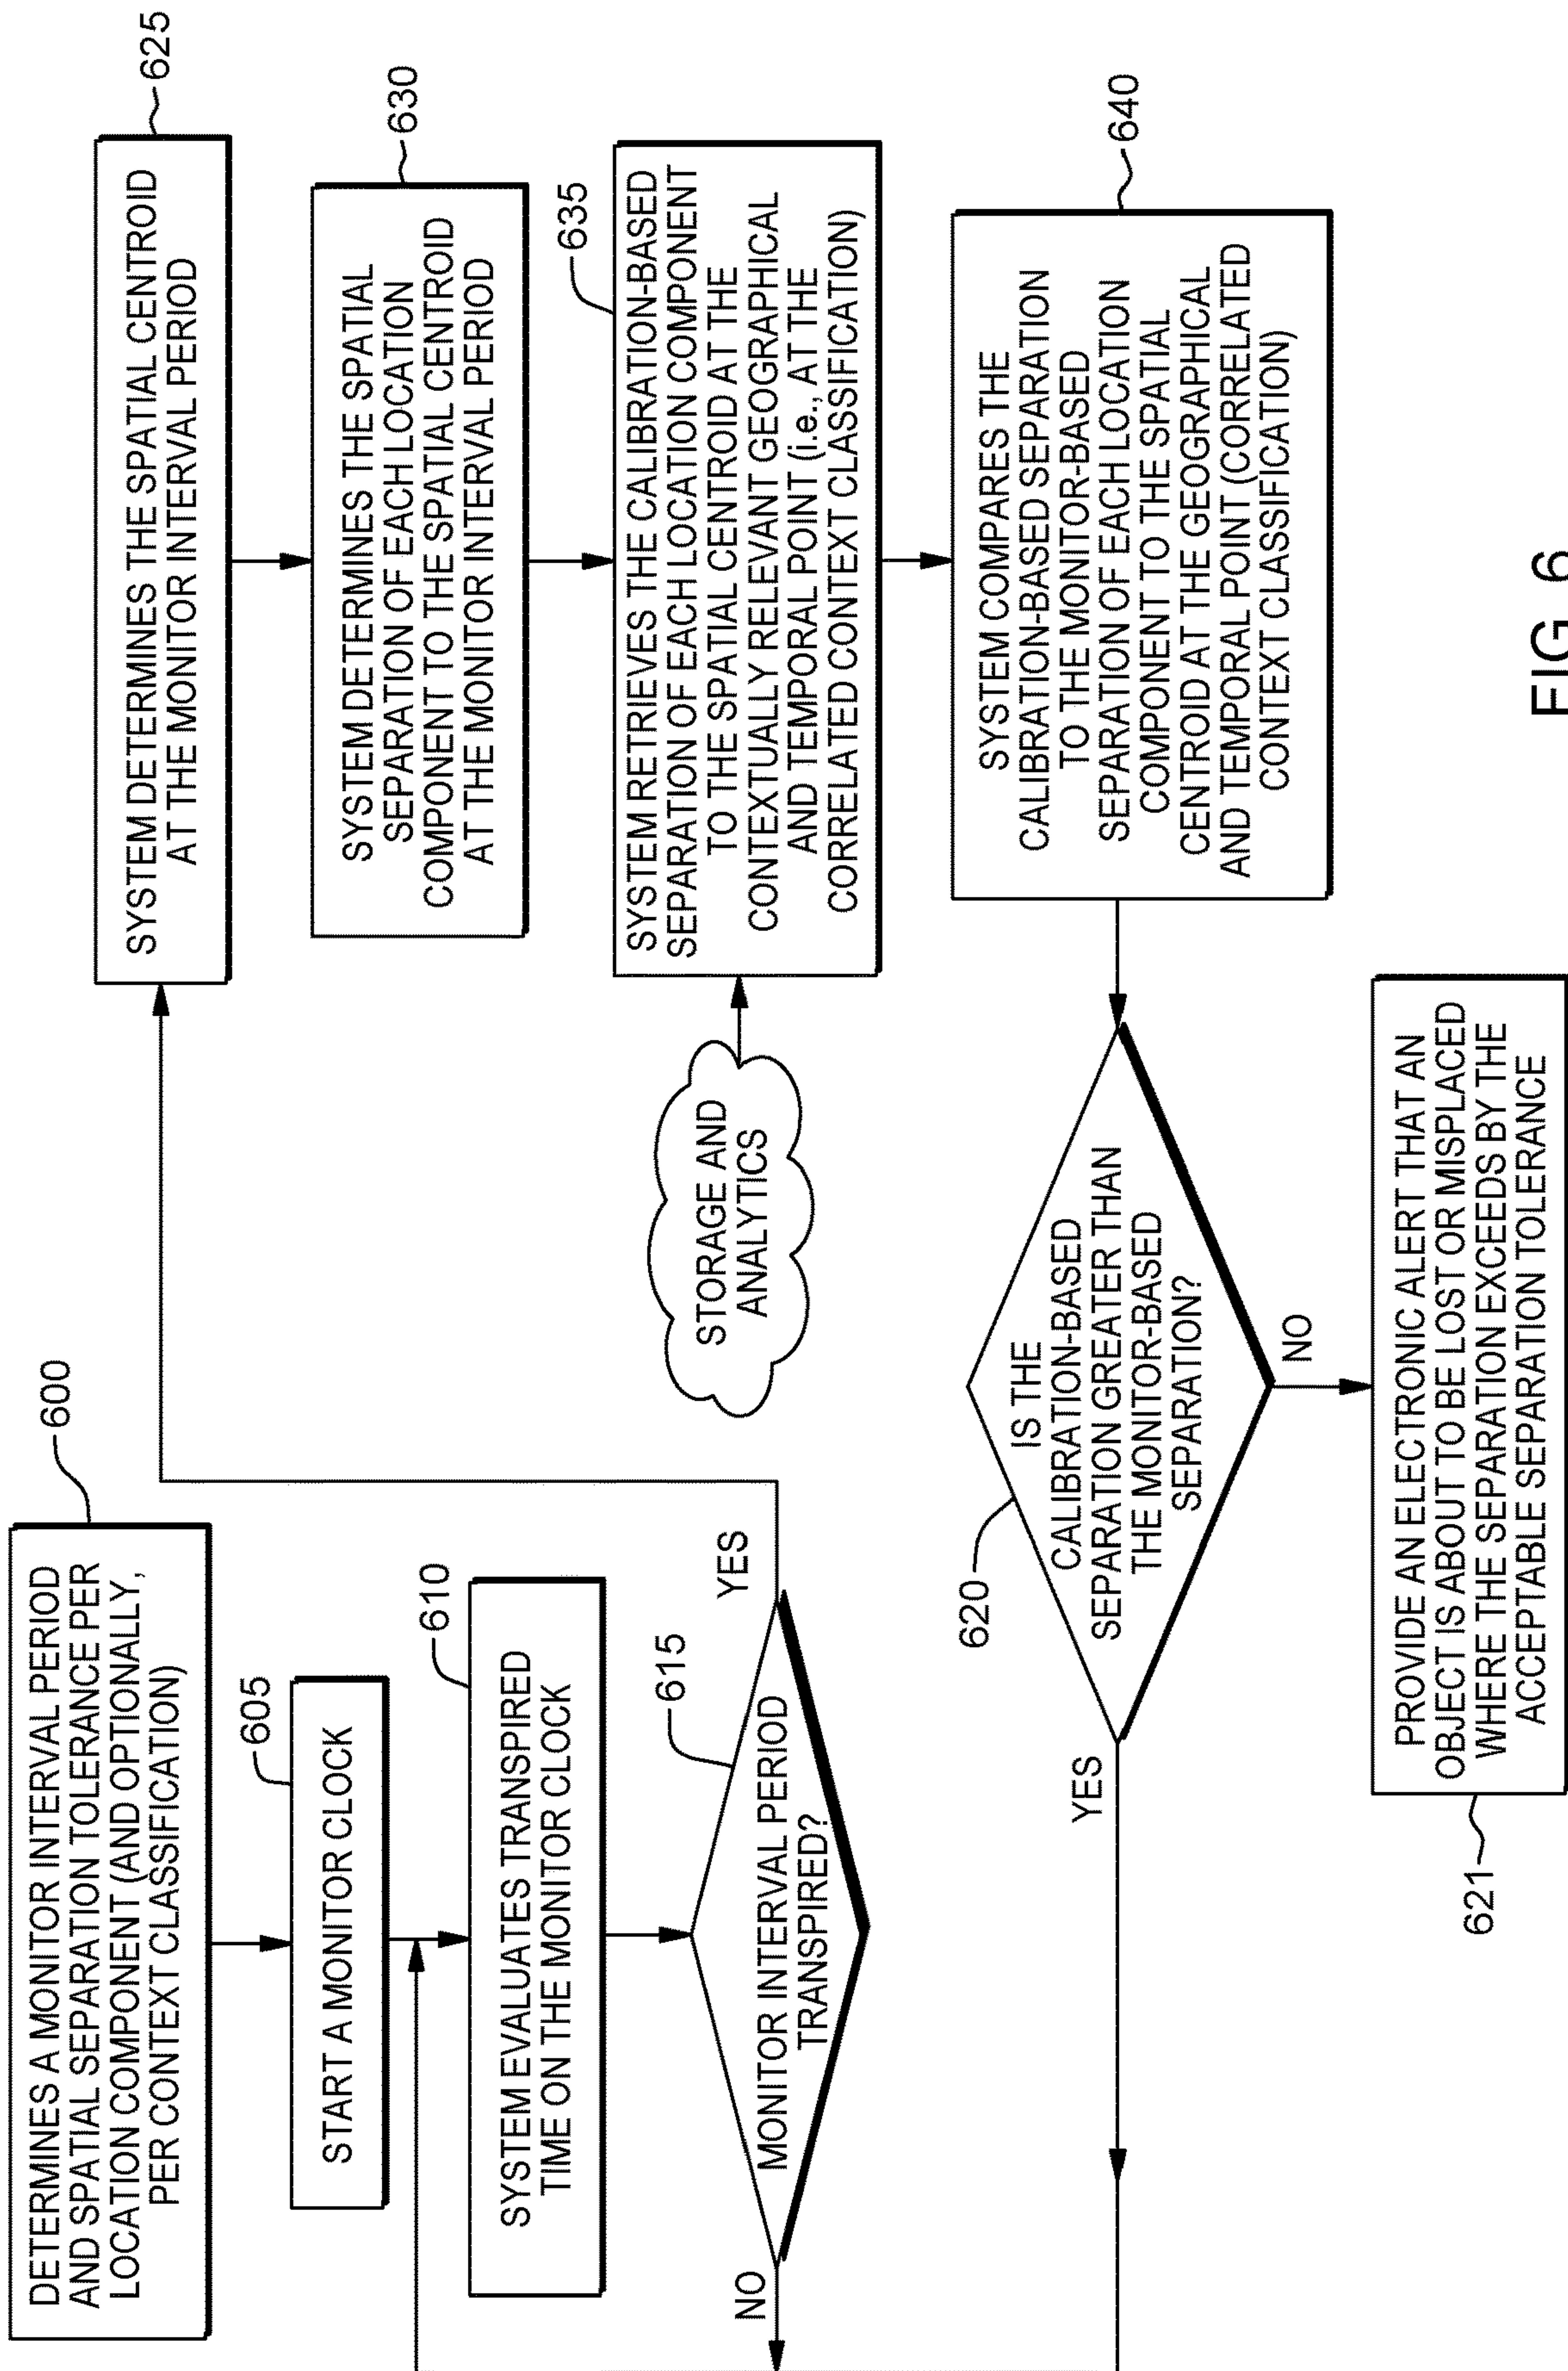 600
DETERMINES A MONITOR INTERVAL PERIOD
AND SPATIAL SEPARATION TOLERANCE PER
LOCATION COMPONENT (AND OPTIONALLY,
PER CONTEXT CLASSIFICATION)
605
START A MONITOR CLOCK
610
SYSTEM EVALUATES TRANSPIRED
TIME ON THE MONITOR CLOCK
615
MONITOR INTERVAL PERIOD
TRANSPIRED?
NO
YES
625
SYSTEM DETERMINES THE SPATIAL CENTROID
AT THE MONITOR INTERVAL PERIOD
630
SYSTEM DETERMINES THE SPATIAL
SEPARATION OF EACH LOCATION
COMPONENT TO THE SPATIAL CENTROID
AT THE MONITOR INTERVAL PERIOD
635
SYSTEM RETRIEVES THE CALIBRATION-BASED
SEPARATION OF EACH LOCATION COMPONENT
TO THE SPATIAL CENTROID AT THE
CONTEXTUALLY RELEVANT GEOGRAPHICAL
AND TEMPORAL POINT (i.e., AT THE
CORRELATED CONTEXT CLASSIFICATION)
STORAGE AND
ANALYTICS
640
SYSTEM COMPARES THE
CALIBRATION-BASED SEPARATION
TO THE MONITOR-BASED
SEPARATION OF EACH LOCATION
COMPONENT TO THE SPATIAL
CENTROID AT THE GEOGRAPHICAL
AND TEMPORAL POINT (CORRELATED
CONTEXT CLASSIFICATION)
620
IS THE
CALIBRATION-BASED
SEPARATION GREATER THAN
THE MONITOR-BASED
SEPARATION?
YES
NO
621
PROVIDE AN ELECTRONIC ALERT THAT AN
OBJECT IS ABOUT TO BE LOST OR MISPLACED
WHERE THE SEPARATION EXCEEDS BY THE
ACCEPTABLE SEPARATION TOLERANCE
FIG. 6